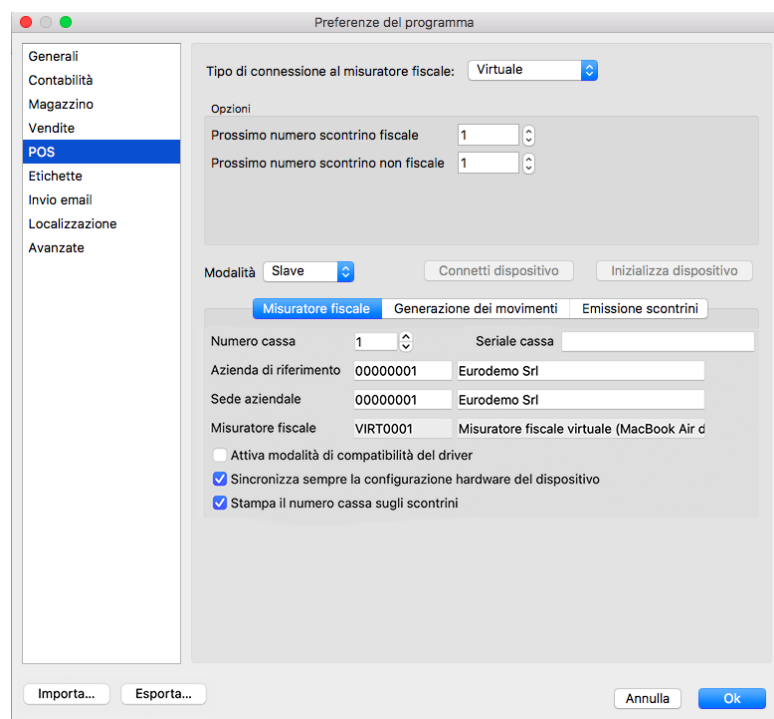 Preferenze del programma
Generali
Contabilità
Magazzino
Vendite
POS
Etichette
Invio email
Localizzazione
Avanzate
Tipo di connessione al misuratore fiscale: Virtuale
Opzioni
Prossimo numero scontrino fiscale 1
Prossimo numero scontrino non fiscale 1
Modalità Slave Connetti dispositivo Inizializza dispositivo
Misuratore fiscale Generazione dei movimenti Emissione scontrini
Numero cassa 1 Seriale cassa
Azienda di riferimento 00000001 Eurodemo Srl
Sede aziendale 00000001 Eurodemo Srl
Misuratore fiscale VIRT0001 Misuratore fiscale virtuale (MacBook Air d
Attiva modalità di compatibilità del driver
Sincronizza sempre la configurazione hardware del dispositivo
Stampa il numero cassa sugli scontrini
Importa... Esporta... Annulla Ok